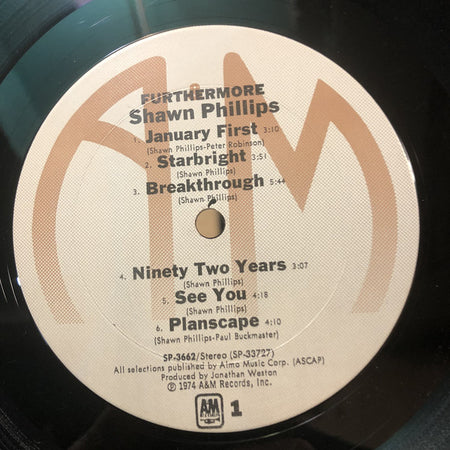 FURTHERMORE
Shawn Phillips
1. January First 3:10
(Shawn Phillips-Peter Robinson)
2. Starbright 3:51
(Shawn Phillips)
3. Breakthrough 5:44
(Shawn Phillips)
4. Ninety Two Years 3:07
(Shawn Phillips)
5. See You 4:18
(Shawn Phillips)
6. Planscape 4:10
(Shawn Phillips-Paul Buckmaster)
SP-3662/Stereo (SP-33727)
All selections published by Aimo Music Corp. (ASCAP)
Produced by Jonathan Weston
© 1974 A&M Records, Inc.
A&M
1